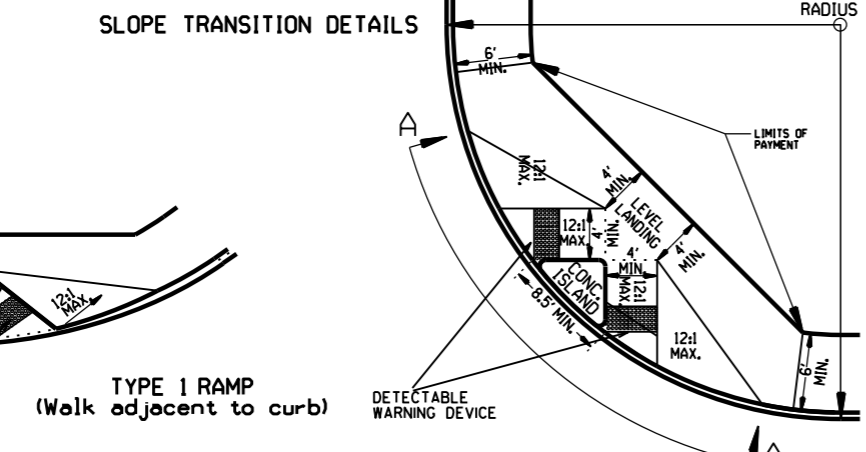 RADIUS
SLOPE TRANSITION DETAILS
6'
MIN.
A
LIMITS OF
PAYMENT
12:1
MAX.
4'
MIN.
LEVEL
LANDING
12:1
MAX.
4'
MIN.
4'
MIN.
4'
MIN.
CONC.
ISLAND
12:1
MAX.
8.5' MIN.
12:1
MAX.
12:1
MAX.
6'
MIN.
TYPE 1 RAMP
(Walk adjacent to curb)
DETECTABLE
WARNING DEVICE
A